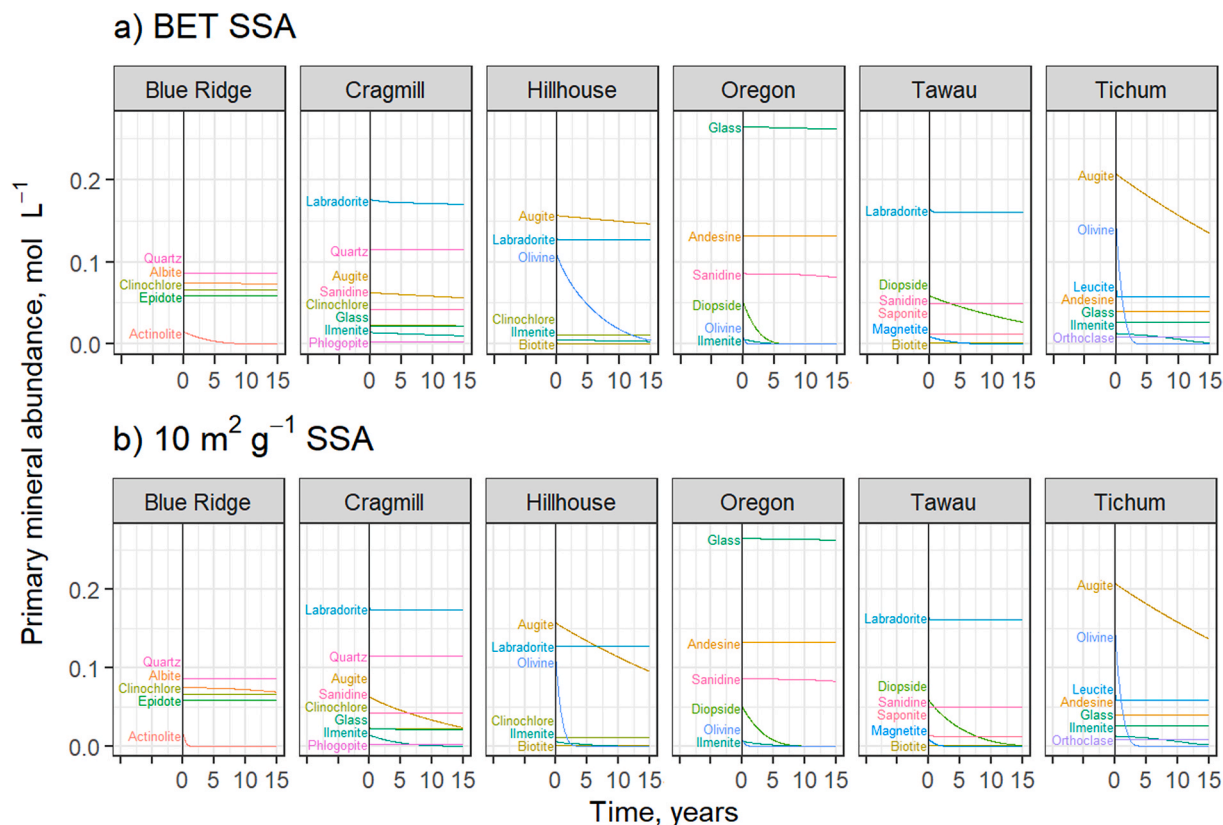 a) BET SSA
Blue Ridge Cragmill Hillhouse Oregon Tawau Tichum
Primary mineral abundance, mol L⁻¹
0.2
0.1
0.0
Quartz
Albite
Clinochlore
Epidote
Actinolite
Labradorite
Quartz
Augite
Sanidine
Clinochlore
Glass
Ilmenite
Phlogopite
Augite
Labradorite
Olivine
Clinochlore
Ilmenite
Biotite
Glass
Andesine
Sanidine
Diopside
Olivine
Ilmenite
Labradorite
Diopside
Sanidine
Saponite
Magnetite
Biotite
Augite
Olivine
Leucite
Andesine
Glass
Ilmenite
Orthoclase
0 5 10 15 0 5 10 15 0 5 10 15 0 5 10 15 0 5 10 15 0 5 10 15
b) 10 m² g⁻¹ SSA
Blue Ridge Cragmill Hillhouse Oregon Tawau Tichum
0.2
0.1
0.0
Quartz
Albite
Clinochlore
Epidote
Actinolite
Labradorite
Quartz
Augite
Sanidine
Clinochlore
Glass
Ilmenite
Phlogopite
Augite
Labradorite
Olivine
Clinochlore
Ilmenite
Biotite
Glass
Andesine
Sanidine
Diopside
Olivine
Ilmenite
Labradorite
Diopside
Sanidine
Saponite
Magnetite
Biotite
Augite
Olivine
Leucite
Andesine
Glass
Ilmenite
Orthoclase
0 5 10 15 0 5 10 15 0 5 10 15 0 5 10 15 0 5 10 15 0 5 10 15
Time, years